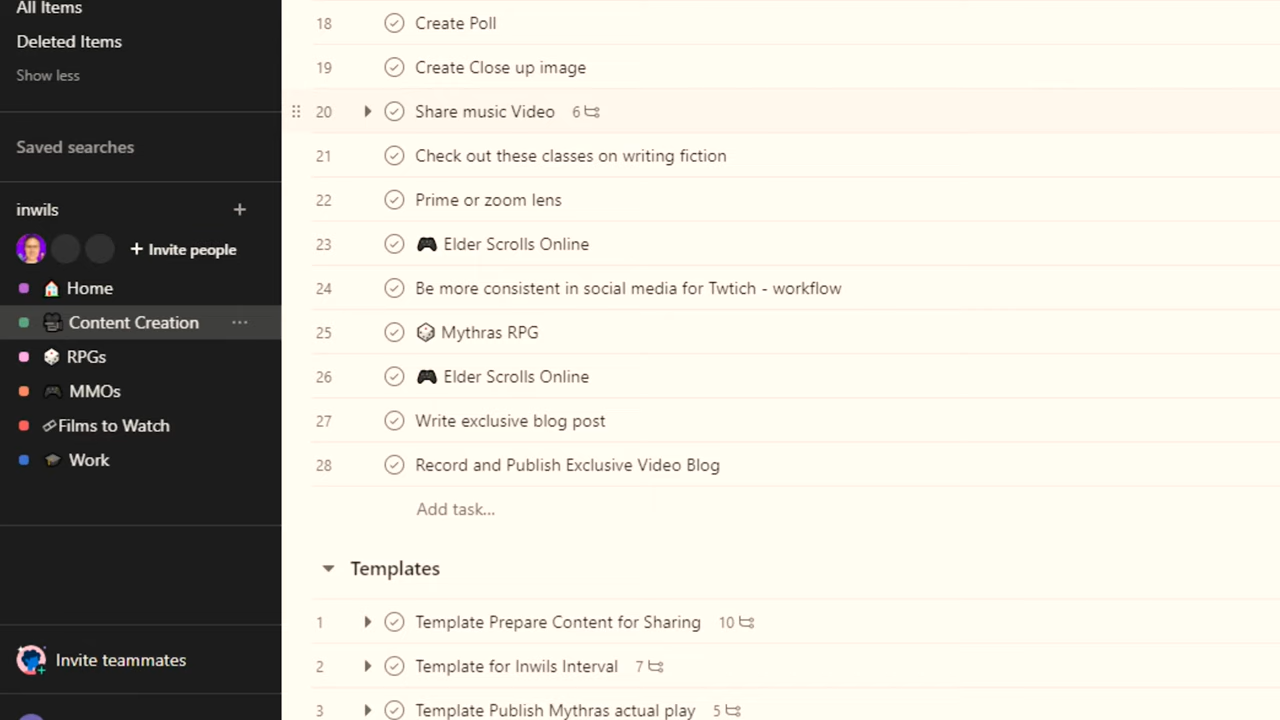 All Items
Deleted Items
Show less
Saved searches
inwils +
+ Invite people
Home
Content Creation ...
RPGs
MMOs
Films to Watch
Work
Invite teammates
18 Create Poll
19 Create Close up image
20 Share music Video 6
21 Check out these classes on writing fiction
22 Prime or zoom lens
23 🎮 Elder Scrolls Online
24 Be more consistent in social media for Twtich - workflow
25 🎲 Mythras RPG
26 🎮 Elder Scrolls Online
27 Write exclusive blog post
28 Record and Publish Exclusive Video Blog
Add task...
Templates
1 Template Prepare Content for Sharing 10
2 Template for Inwils Interval 7
3 Template Publish Mythras actual play 5